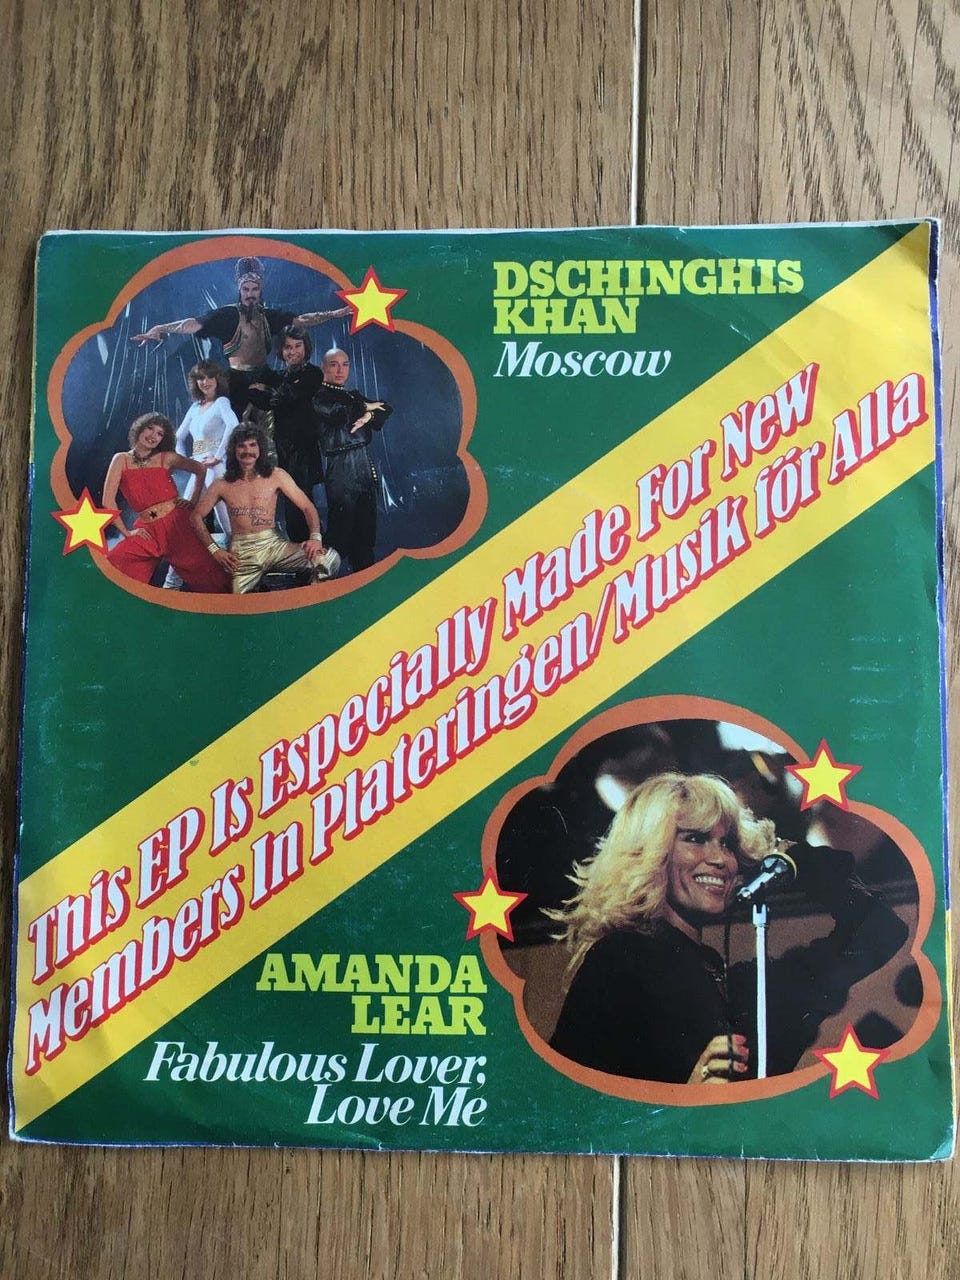 DSCHINGHIS
KHAN
Moscow
This EP Is Especially Made For New
Members In Plateringen/Musik för Alla
AMANDA
LEAR
Fabulous Lover,
Love Me